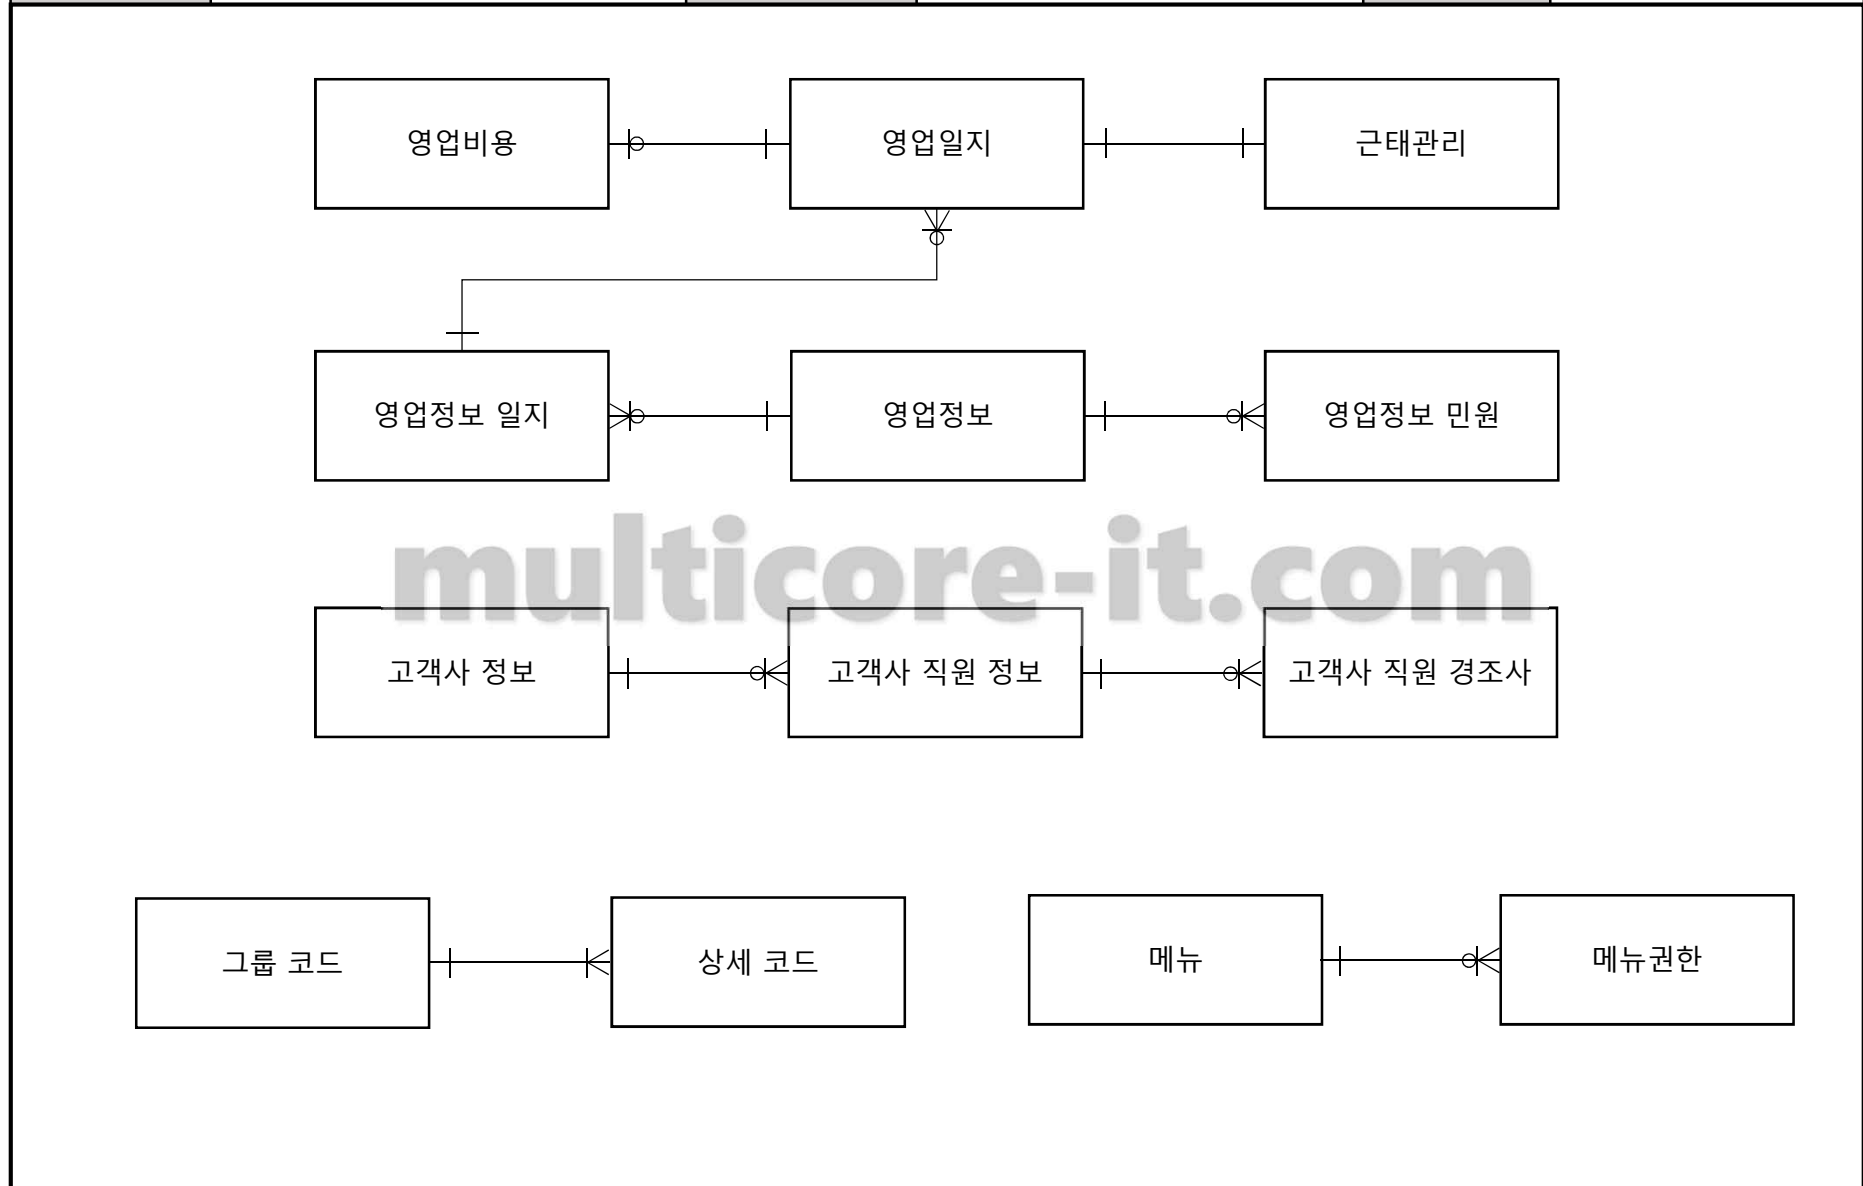 영업비용
영업일지
근태관리
영업정보 일지
영업정보
영업정보 민원
multicore-it.com
고객사 정보
고객사 직원 정보
고객사 직원 경조사
그룹 코드
상세 코드
메뉴
메뉴권한